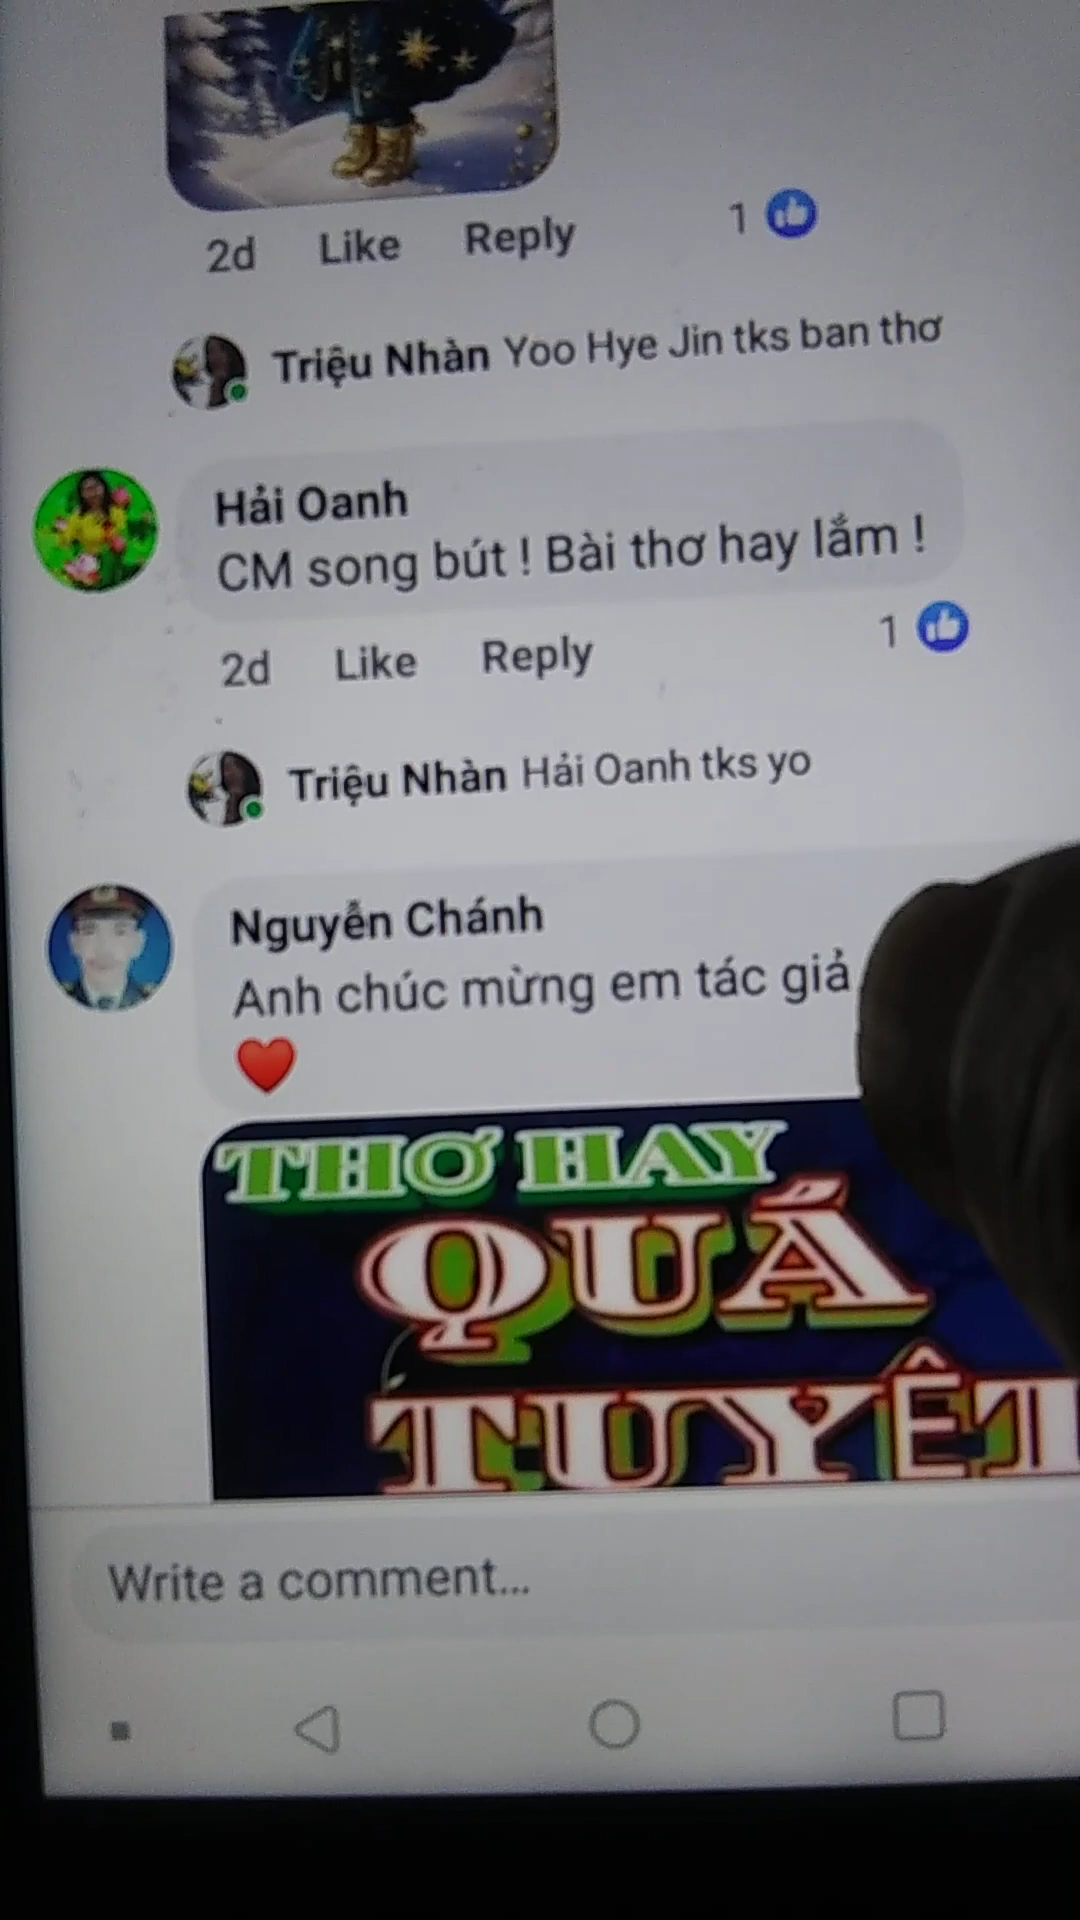 2d Like Reply 1
Triệu Nhàn Yoo Hye Jin tks ban thơ
Hải Oanh
CM song bút ! Bài thơ hay lắm !
2d Like Reply 1
Triệu Nhàn Hải Oanh tks yo
Nguyễn Chánh
Anh chúc mừng em tác giả
THƠ HAY
QUÁ
TUYỆT
Write a comment...